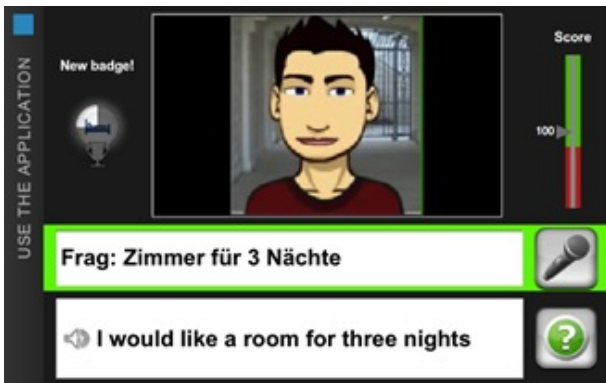 USE THE APPLICATION
New badge!
Score
100
Frag: Zimmer für 3 Nächte
I would like a room for three nights
?